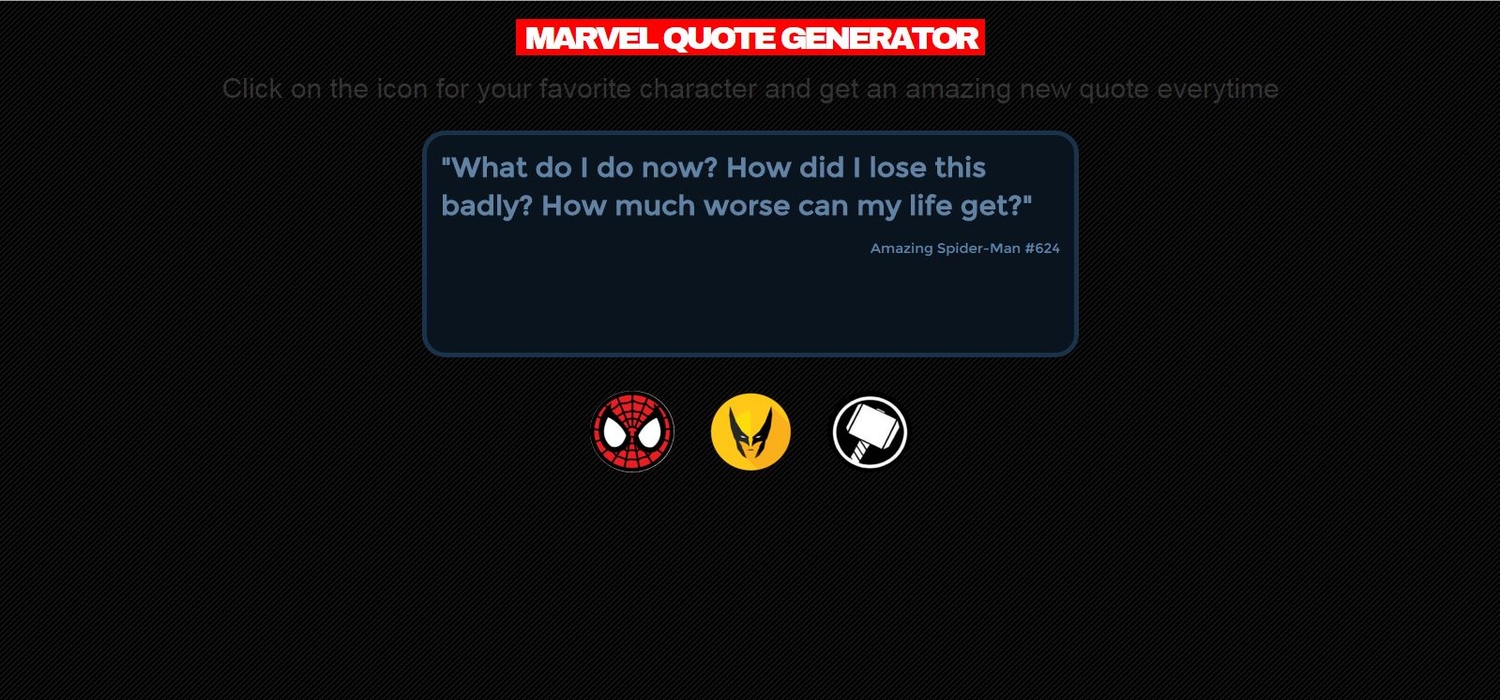 MARVEL QUOTE GENERATOR
Click on the icon for your favorite character and get an amazing new quote everytime
"What do I do now? How did I lose this
badly? How much worse can my life get?"
Amazing Spider-Man #624